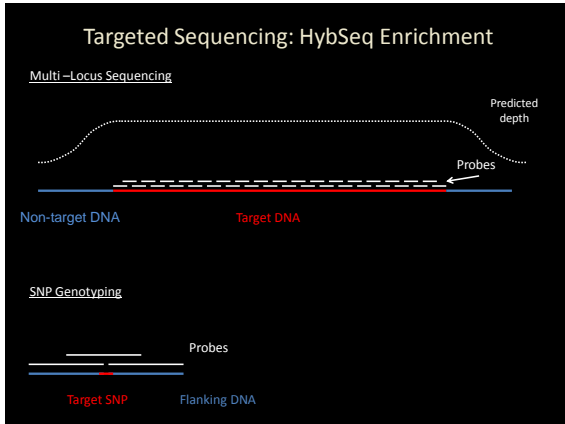 Targeted Sequencing: HybSeq Enrichment
Multi –Locus Sequencing
Predicted
depth
Probes
Non-target DNA
Target DNA
SNP Genotyping
Probes
Target SNP
Flanking DNA